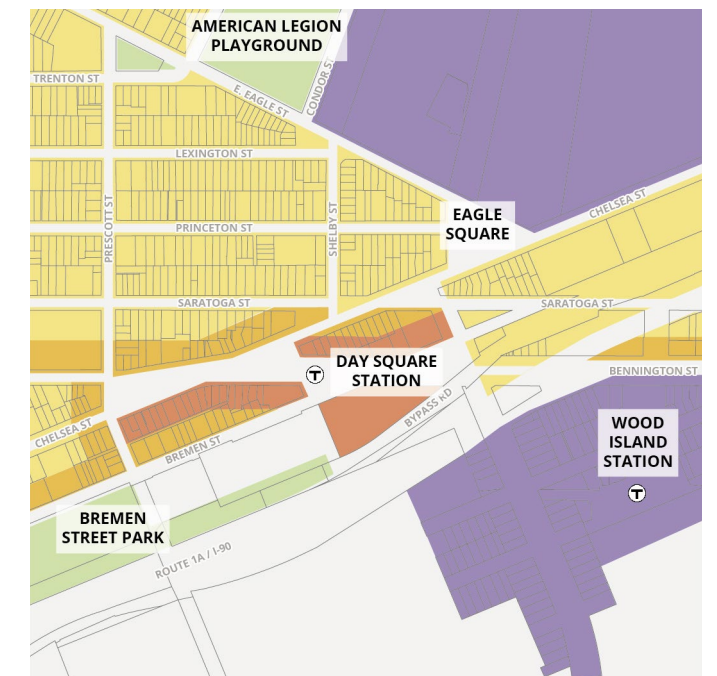 AMERICAN LEGION
PLAYGROUND
TRENTON ST
E. EAGLE ST
CONDOR ST
LEXINGTON ST
PRESCOTT ST
PRINCETON ST
SHELBY ST
EAGLE
SQUARE
CHELSEA ST
SARATOGA ST
SARATOGA ST
T
DAY SQUARE
STATION
BENNINGTON ST
CHELSEA ST
BREMEN ST
BYPASS RD
WOOD
ISLAND
STATION
T
BREMEN
STREET PARK
ROUTE 1A / I-90